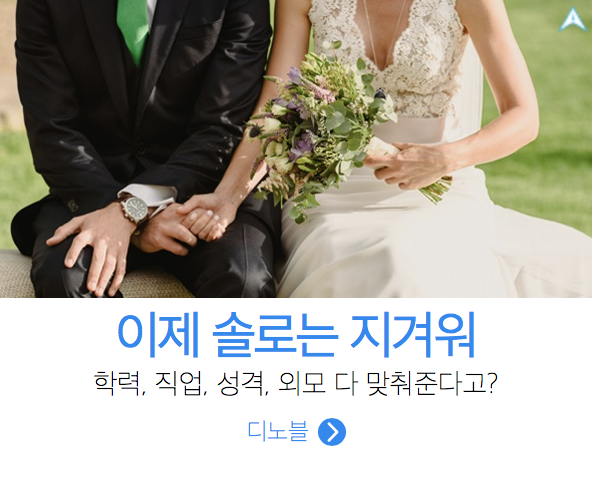 이제 솔로는 지겨워
학력, 직업, 성격, 외모 다 맞춰준다고?
디노블